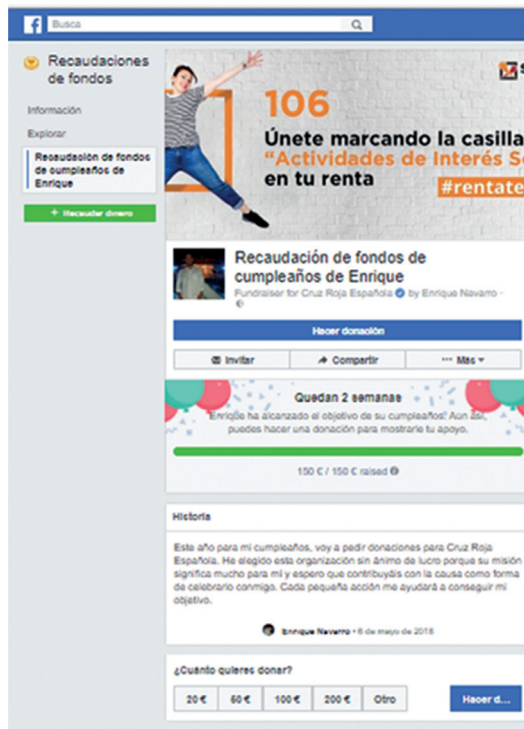 Busca
Recaudaciones
de fondos
Información
Explorar
Recaudación de fondos
de cumpleaños de
Enrique
+ Recaudar dinero
106
Únete marcando la casilla
“Actividades de Interés So
en tu renta
#rentate
Recaudación de fondos de
cumpleaños de Enrique
Fundraiser for Cruz Roja Española by Enrique Navarro ·
Hacer donación
Invitar
Compartir
··· Más
Quedan 2 semanas
Enrique ha alcanzado el objetivo de su cumpleaños! Aun así,
puedes hacer una donación para mostrarle tu apoyo.
150 € / 150 € raised
Historia
Este año para mi cumpleaños, voy a pedir donaciones para Cruz Roja
Española. He elegido esta organización sin ánimo de lucro porque su misión
significa mucho para mí y espero que contribuyáis con la causa como forma
de celebrarlo conmigo. Cada pequeña acción me ayudará a conseguir mi
objetivo.
Enrique Navarro · 6 de mayo de 2018
¿Cuánto quieres donar?
20 €
50 €
100 €
200 €
Otro
Hacer d...